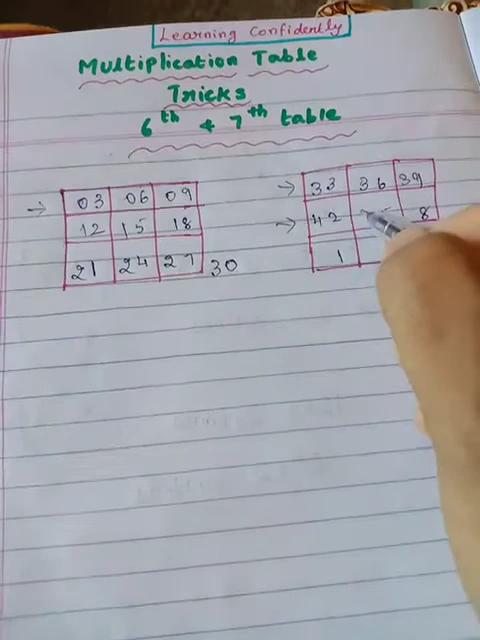 Learning Confidently
Multiplication Table
Tricks
6th & 7th table
→ 03 06 09
12 15 18
21 24 27 30
→ 33 36 39
→ 42 8
1